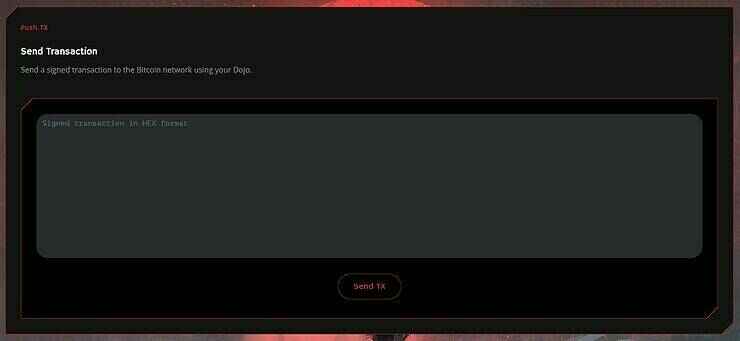 Push TX
Send Transaction
Send a signed transaction to the Bitcoin network using your Dojo.
Signed transaction in HEX format
Send TX